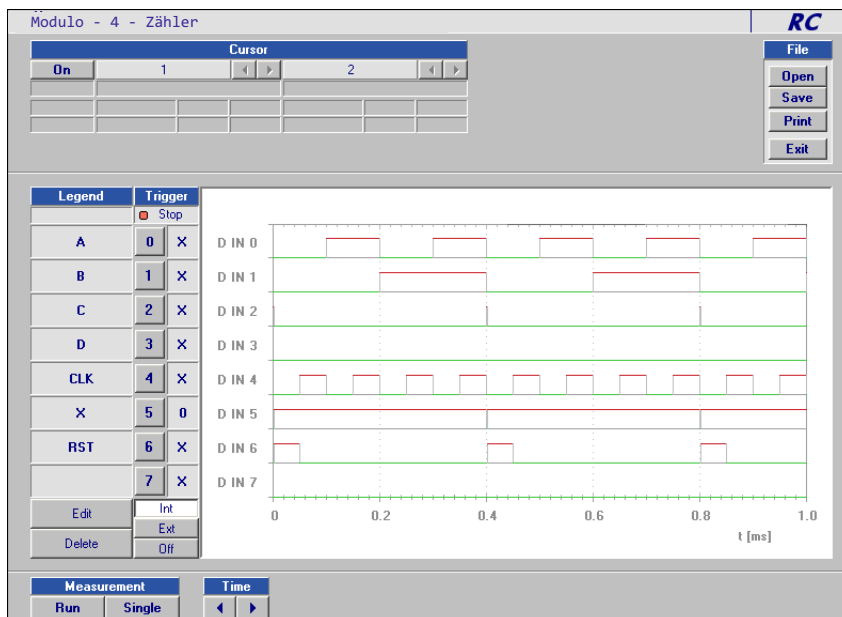 Modulo - 4 - Zähler
RC
Cursor
File
On 1 2
Open
Save
Print
Exit
Legend Trigger
Stop
A 0 X D IN 0
B 1 X D IN 1
C 2 X D IN 2
D 3 X D IN 3
CLK 4 X D IN 4
X 5 0 D IN 5
RST 6 X D IN 6
7 X D IN 7
Edit Int
Ext
Delete Off
0 0.2 0.4 0.6 0.8 1.0
t [ms]
Measurement Time
Run Single